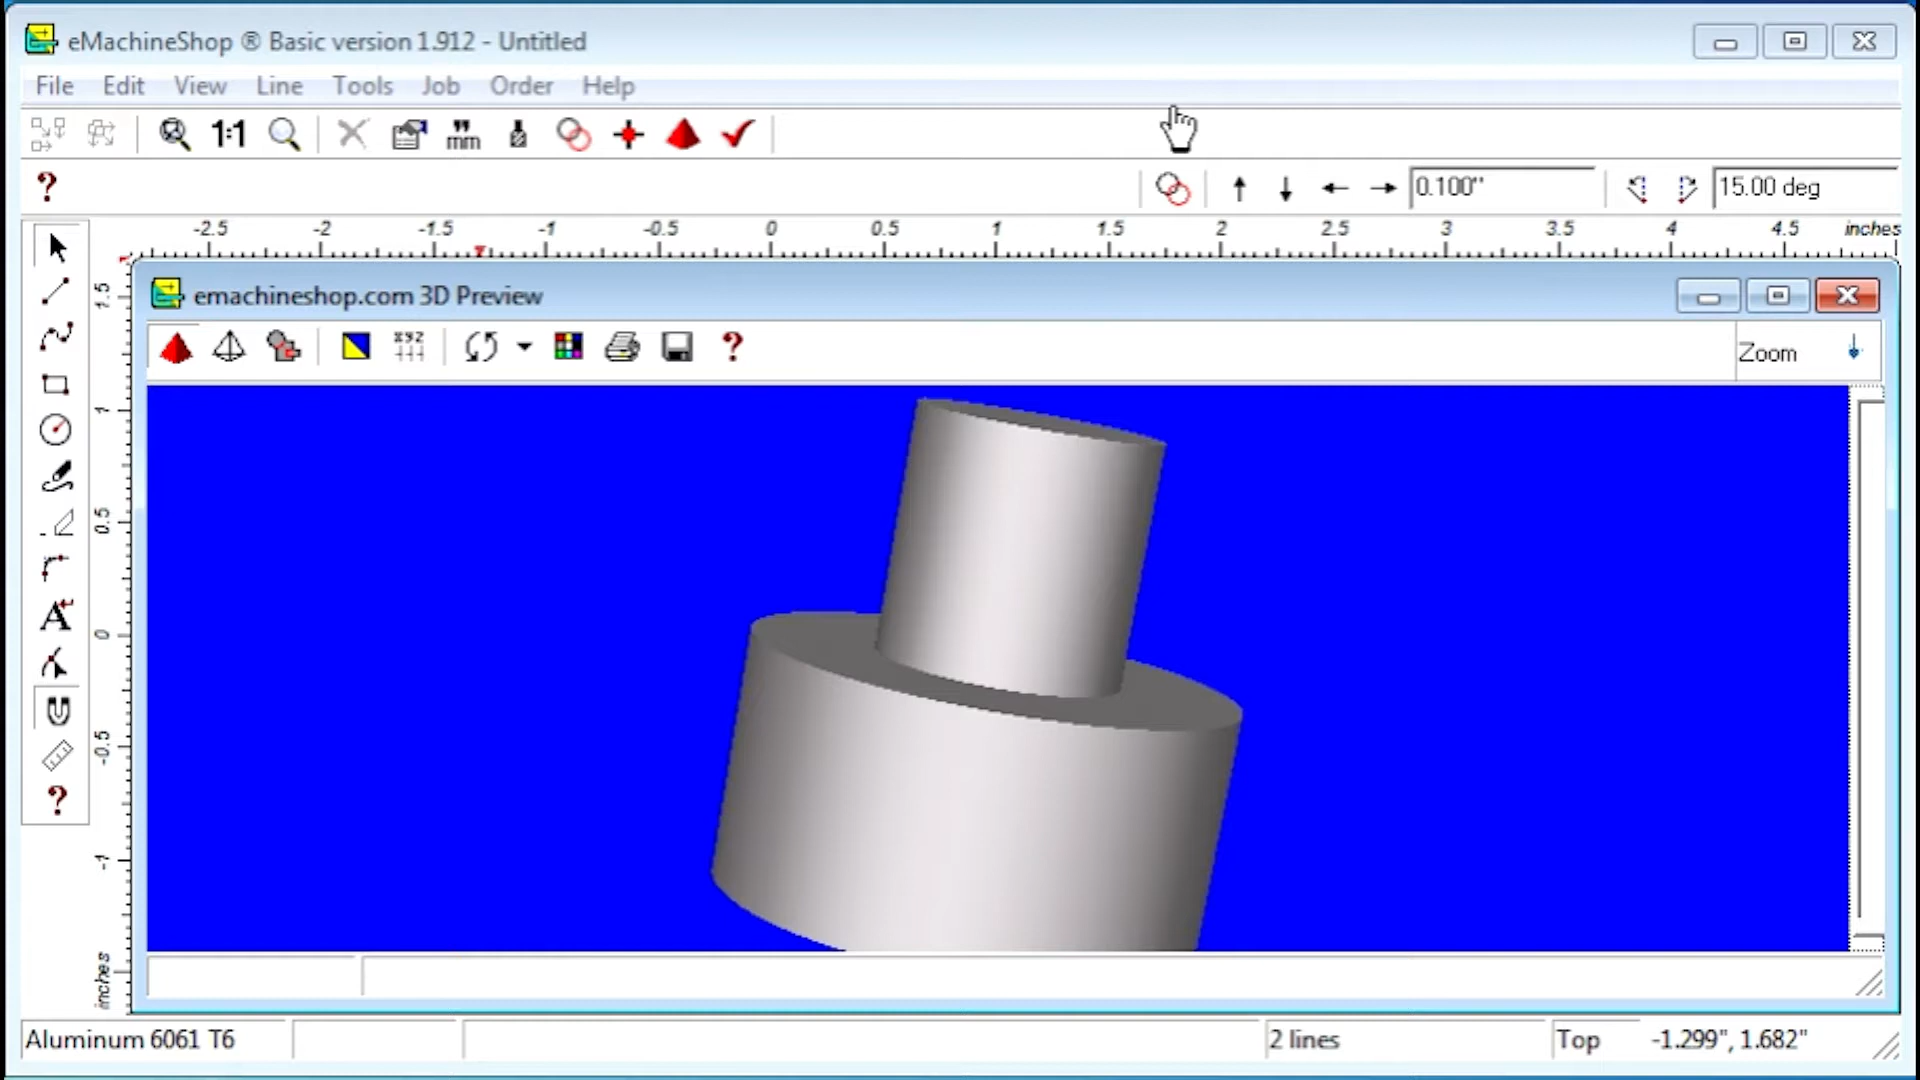 eMachineShop ® Basic version 1.912 - Untitled
File Edit View Line Tools Job Order Help
1:1 mm
? 0.100" 15.00 deg
-2.5 -2 -1.5 -1 -0.5 0 0.5 1 1.5 2 2.5 3 3.5 4 4.5 inches
emachineshop.com 3D Preview
XYZ ? Zoom
1.5
1
0.5
0
-0.5
-1
inches
A
?
Aluminum 6061 T6 2 lines Top -1.299", 1.682"